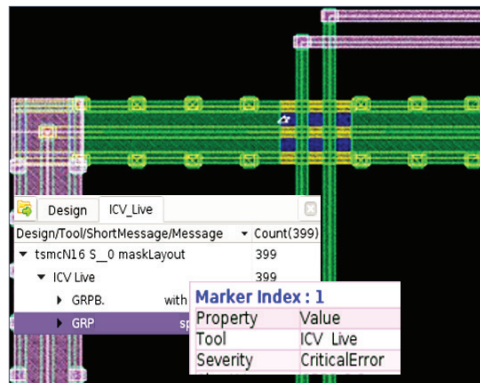 Design ICV_Live
Design/Tool/ShortMessage/Message Count(399)
tsmcN16 S_0 maskLayout 399
ICV Live 399
GRPB. with
GRP
Marker Index : 1
Property Value
Tool ICV Live
Severity CriticalError